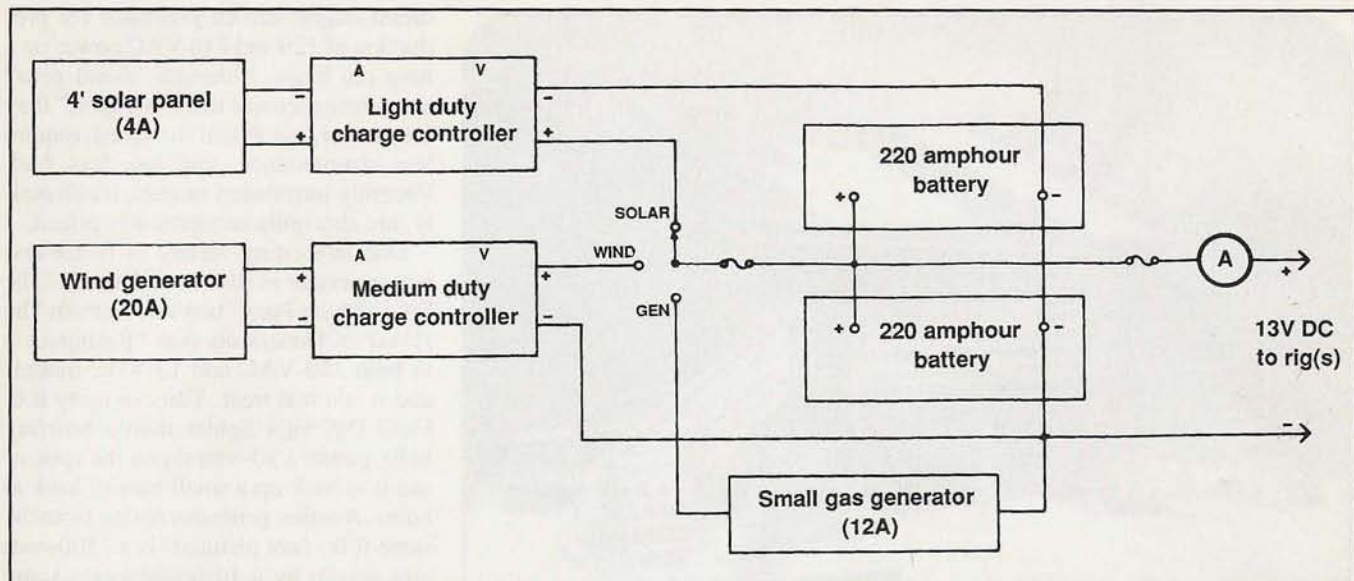 4' solar panel
(4A)
-
+
A V
Light duty
charge controller
-
+
Wind generator
(20A)
+
-
A V
Medium duty
charge controller
+
-
SOLAR
WIND
GEN
220 amphour
battery
+ -
220 amphour
battery
+ -
Small gas generator
(12A)
A
+
13V DC
to rig(s)
-